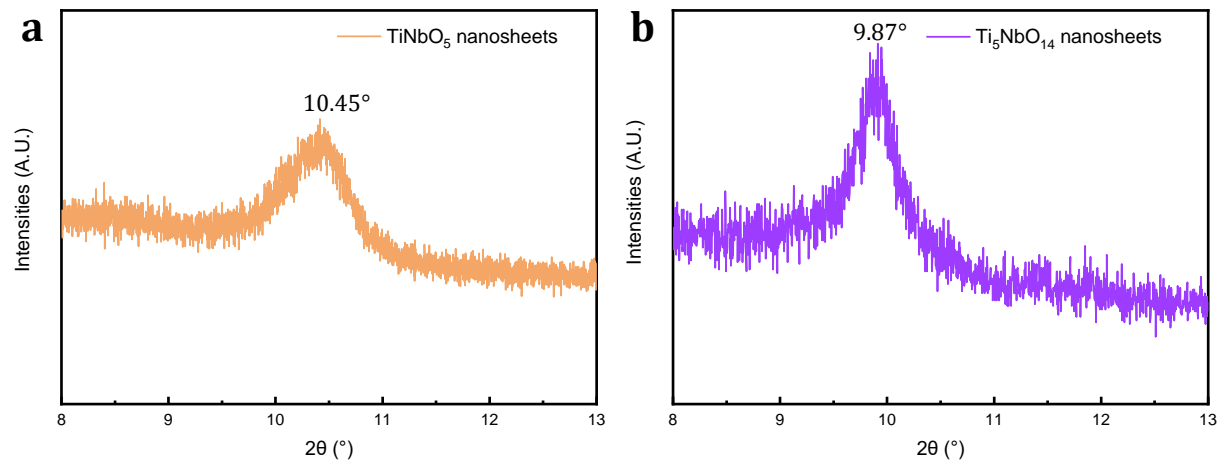 a
TiNbO₅ nanosheets
10.45°
Intensities (A.U.)
8 9 10 11 12 13
2θ (°)
b
9.87°
Ti₅NbO₁₄ nanosheets
Intensities (A.U.)
8 9 10 11 12 13
2θ (°)